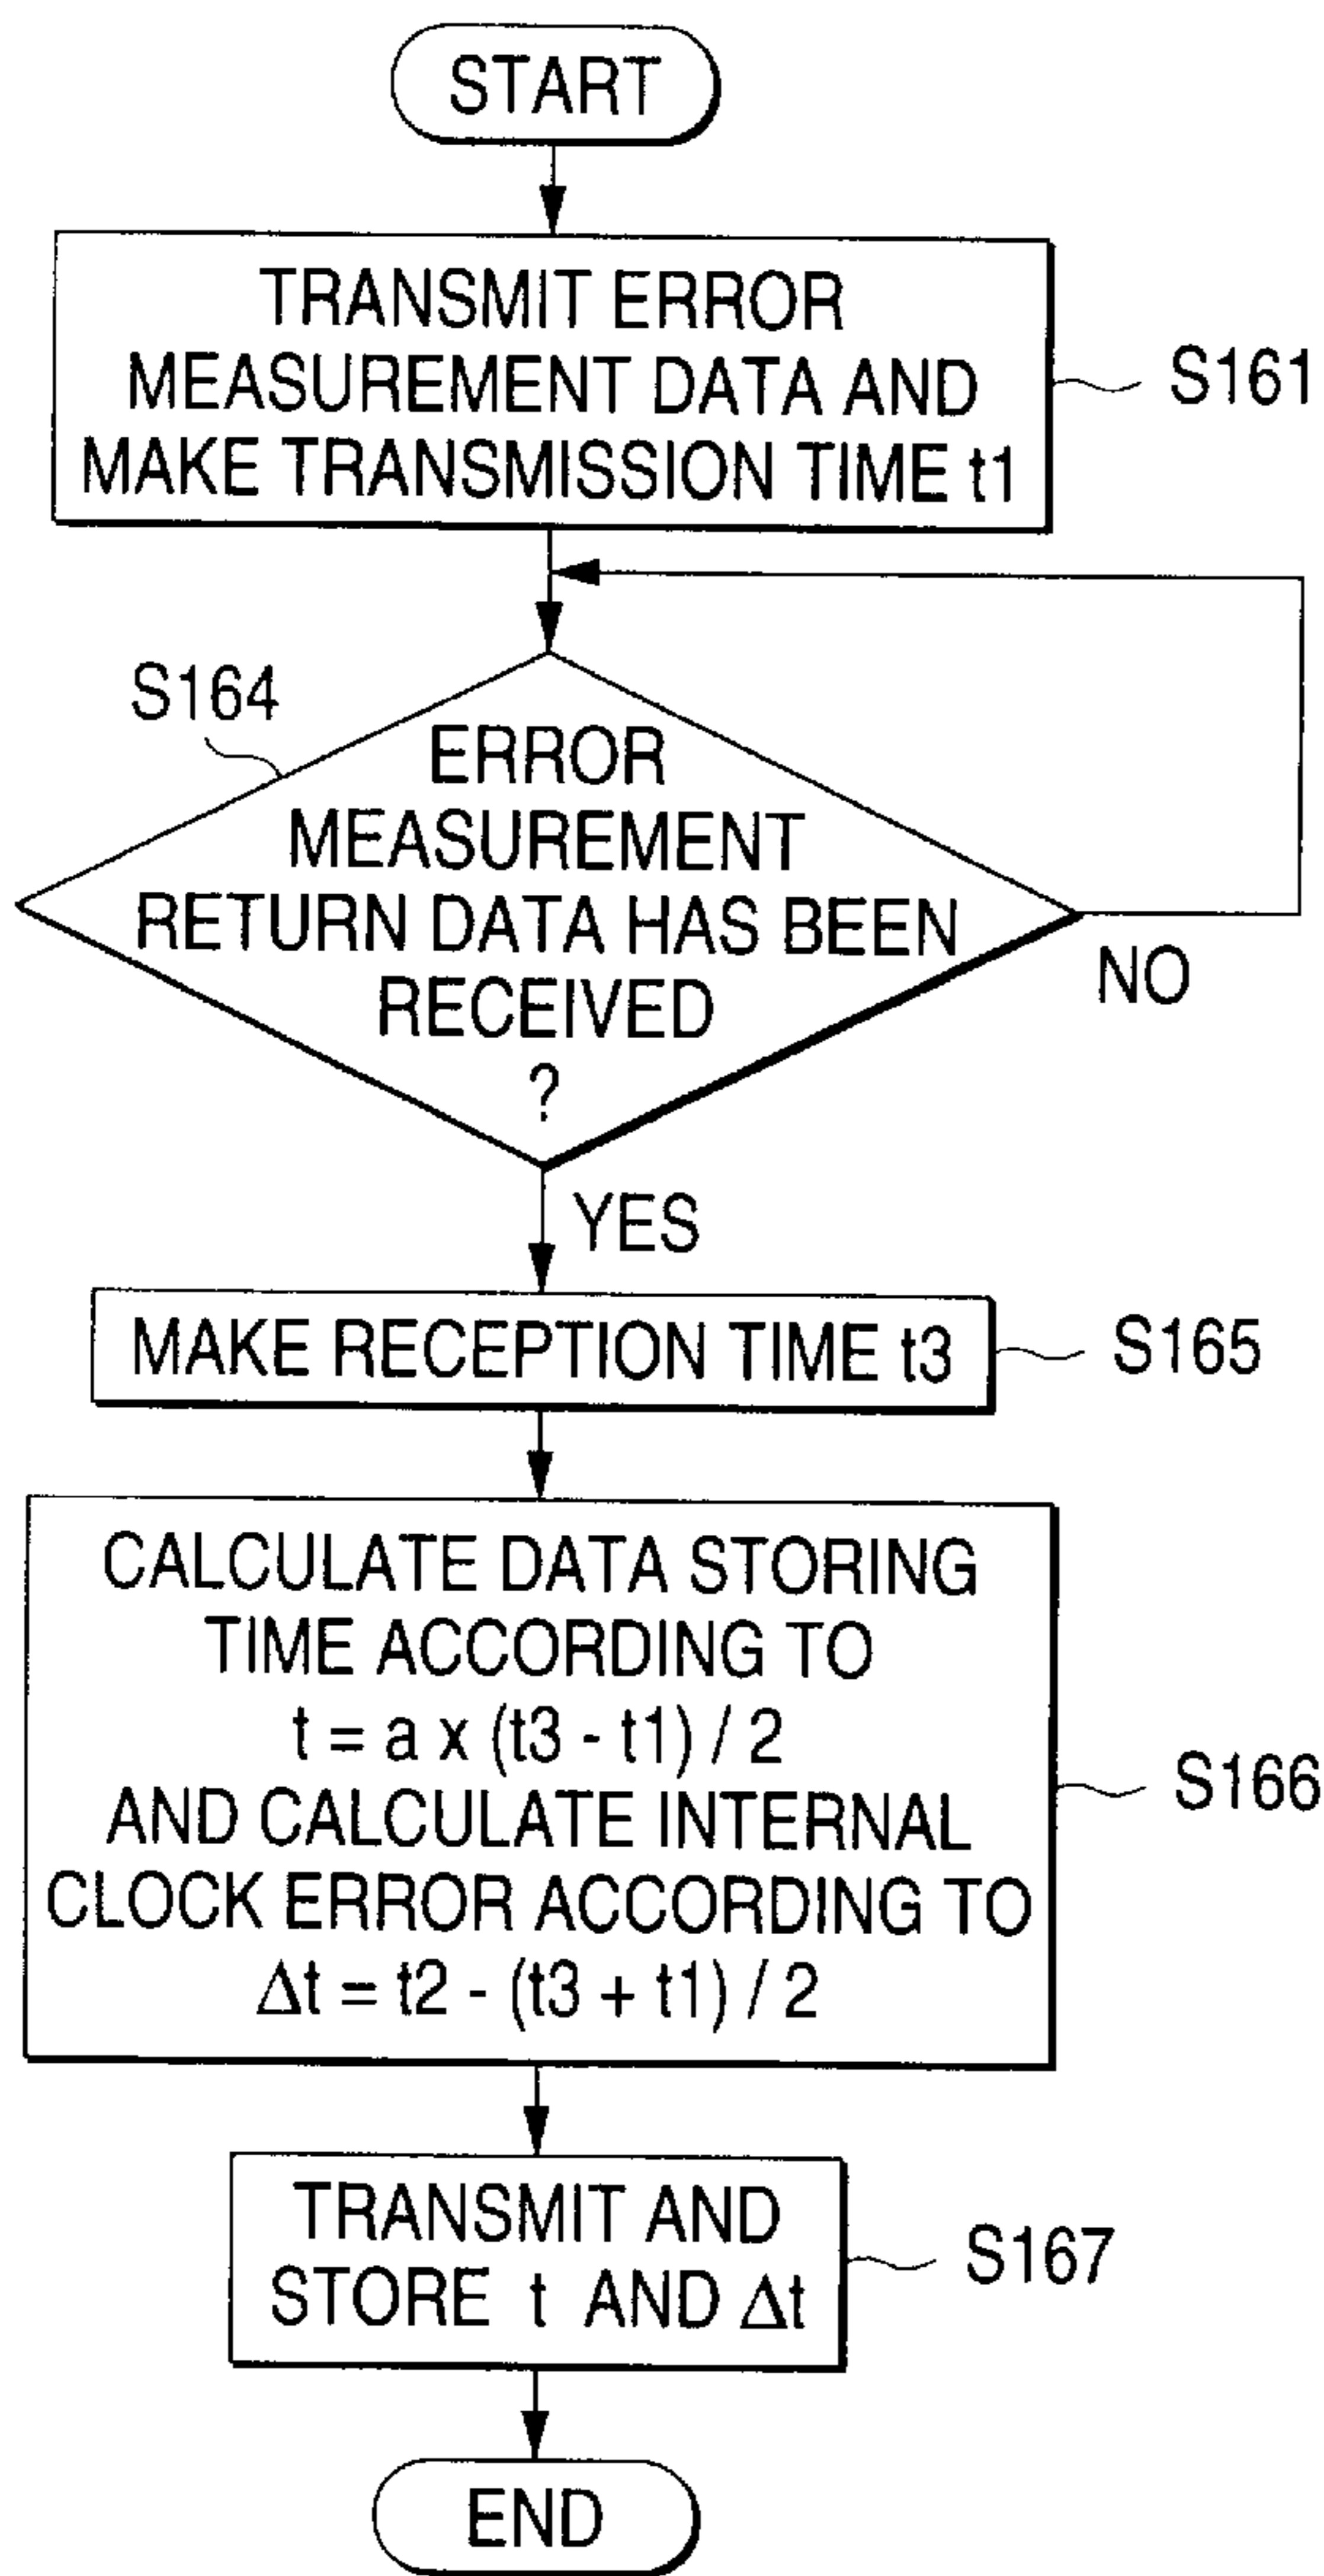 START
TRANSMIT ERROR
MEASUREMENT DATA AND
MAKE TRANSMISSION TIME t1
S161
S164
ERROR
MEASUREMENT
RETURN DATA HAS BEEN
RECEIVED
?
NO
YES
MAKE RECEPTION TIME t3
S165
CALCULATE DATA STORING
TIME ACCORDING TO
t = a x (t3 - t1) / 2
AND CALCULATE INTERNAL
CLOCK ERROR ACCORDING TO
Δt = t2 - (t3 + t1) / 2
S166
TRANSMIT AND
STORE t AND Δt
S167
END